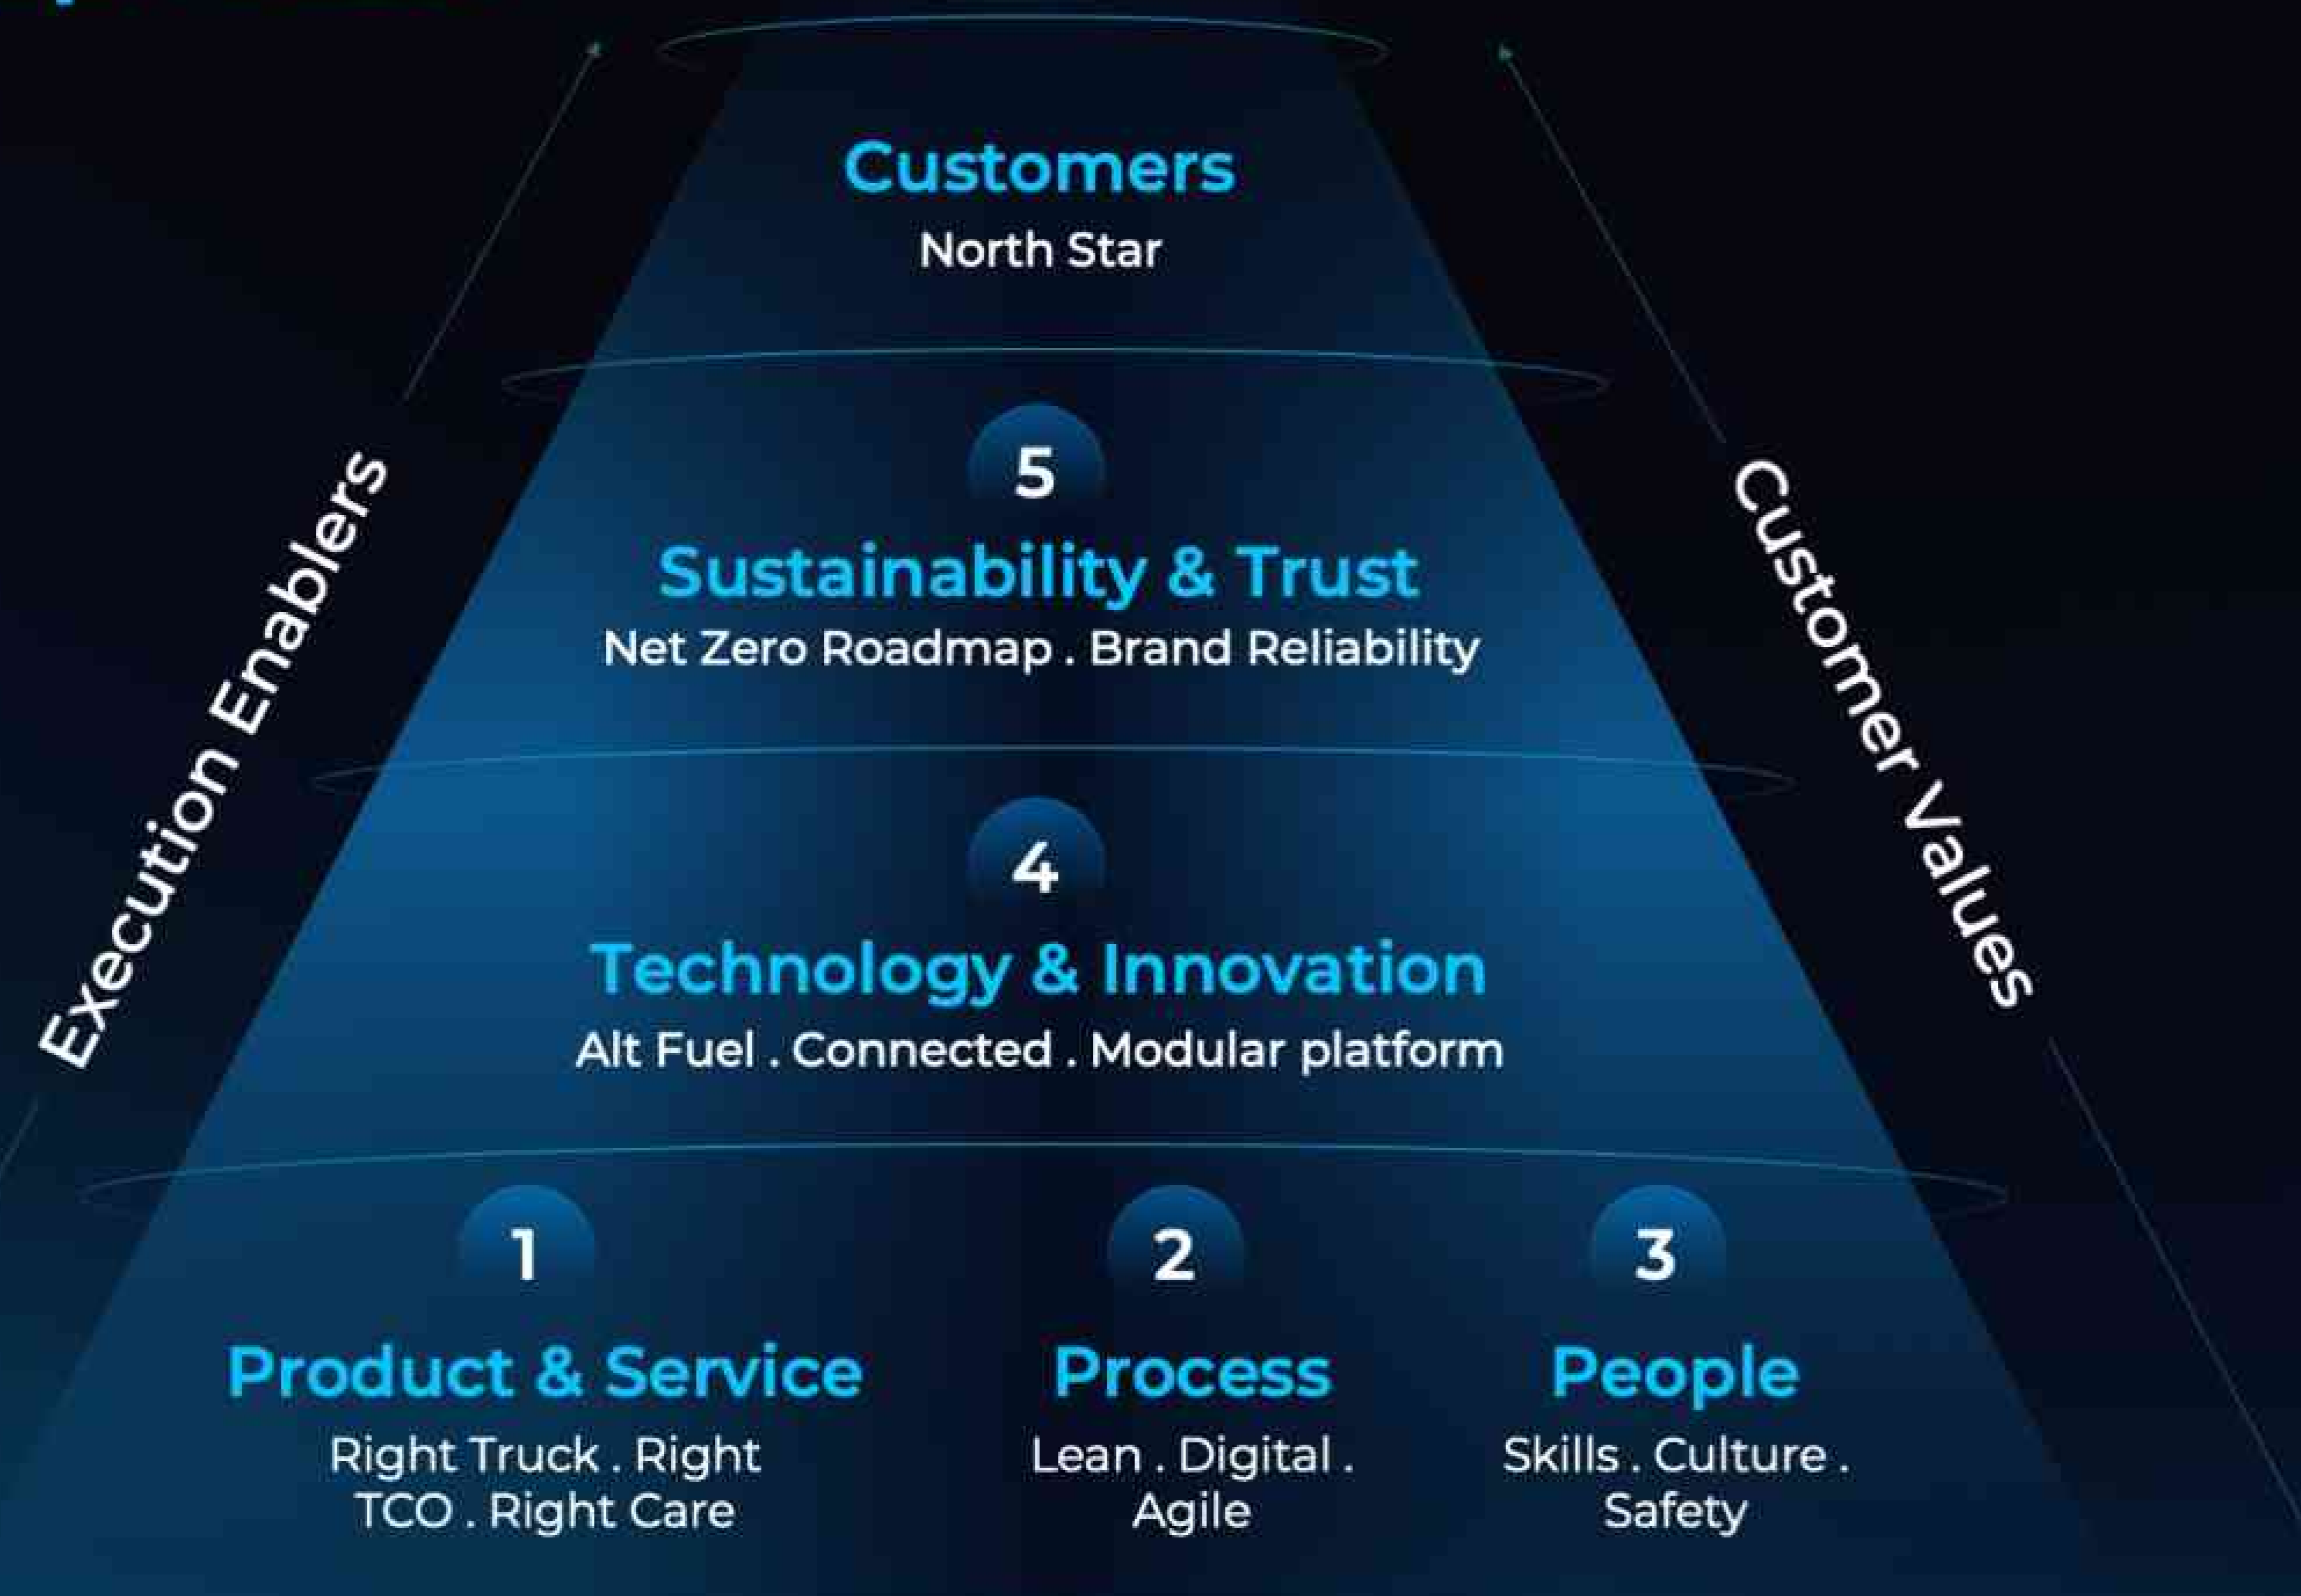 Customers
North Star
5
Sustainability & Trust
Net Zero Roadmap . Brand Reliability
4
Technology & Innovation
Alt Fuel . Connected . Modular platform
Execution Enablers
Customer Values
1
Product & Service
Right Truck . Right
TCO . Right Care
2
Process
Lean . Digital .
Agile
3
People
Skills . Culture .
Safety